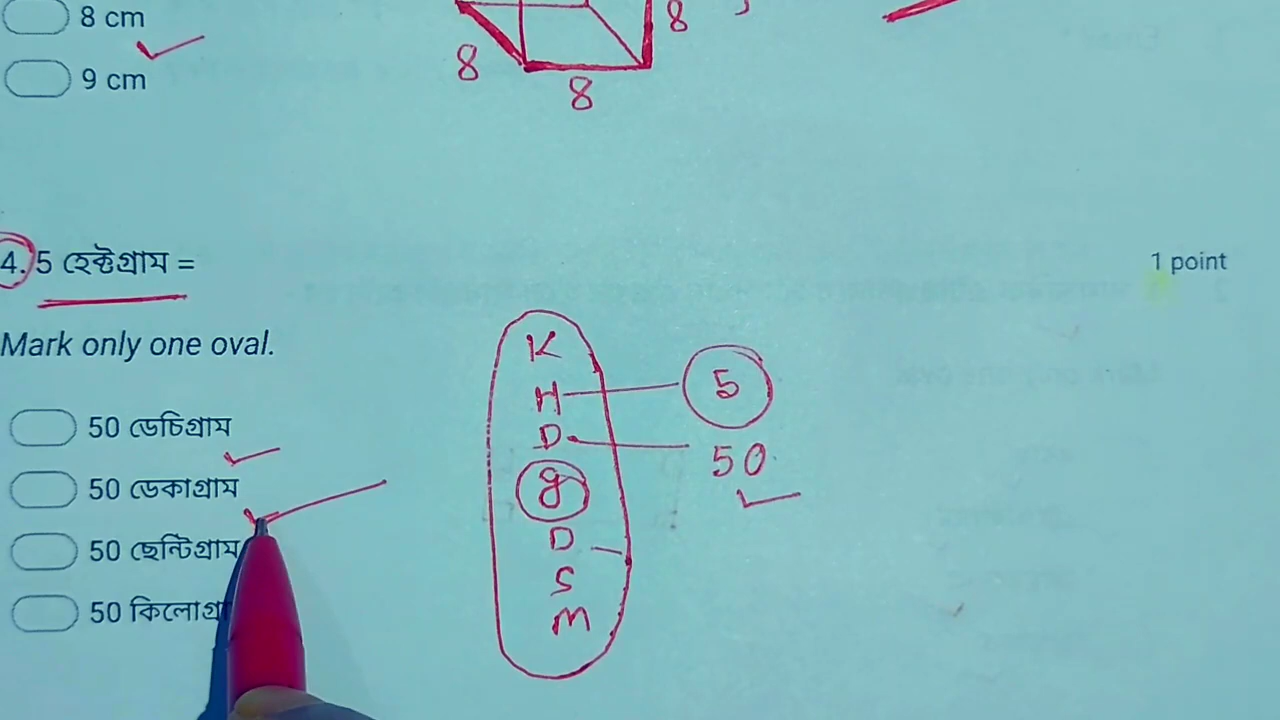 8 cm
9 cm
8
8
8
4. 5 হেক্টগ্ৰাম =
1 point
Mark only one oval.
50 ডেচিগ্ৰাম
50 ডেকাগ্ৰাম
50 ছেন্টিগ্ৰাম
50 কিলোগ্ৰা
K
H 5
D 50
g
D
S
M